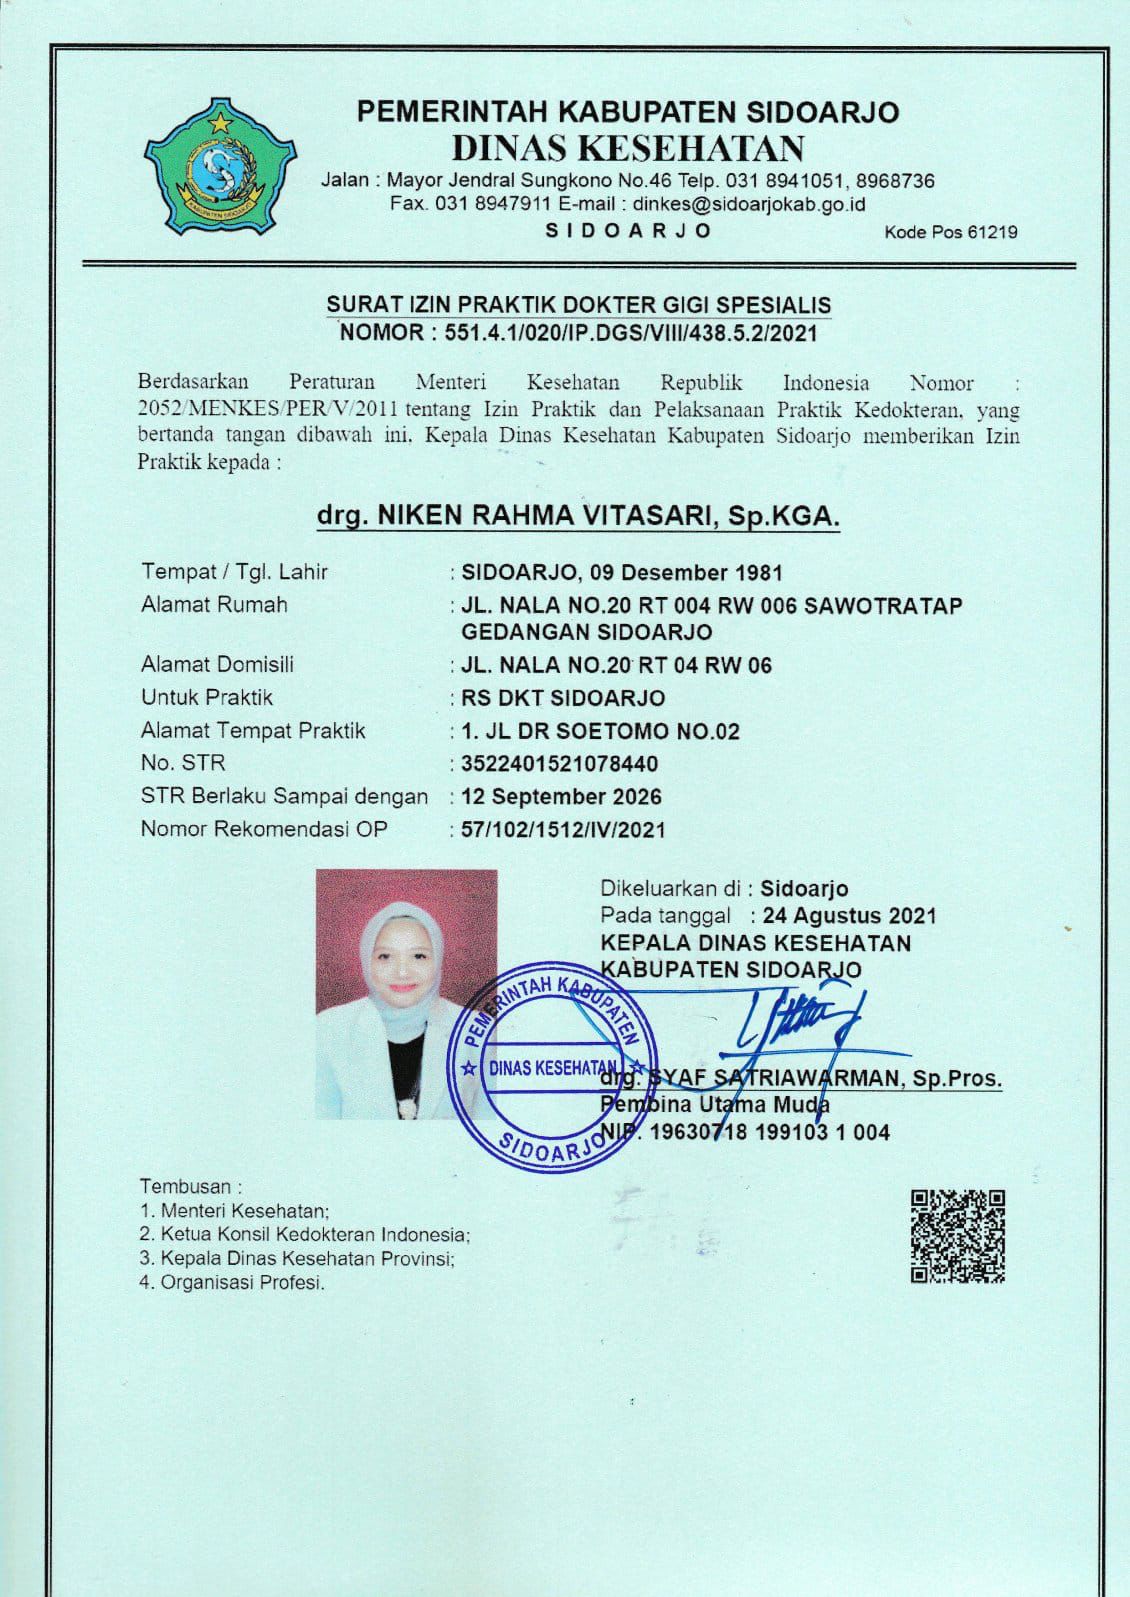 PEMERINTAH KABUPATEN SIDOARJO
DINAS KESEHATAN
Jalan : Mayor Jendral Sungkono No.46 Telp. 031 8941051, 8968736
Fax. 031 8947911 E-mail : dinkes@sidoarjokab.go.id
S I D O A R J O
Kode Pos 61219
KABUPATEN SIDOARJO
SURAT IZIN PRAKTIK DOKTER GIGI SPESIALIS
NOMOR : 551.4.1/020/IP.DGS/VIII/438.5.2/2021
Berdasarkan Peraturan Menteri Kesehatan Republik Indonesia Nomor :
2052/MENKES/PER/V/2011 tentang Izin Praktik dan Pelaksanaan Praktik Kedokteran, yang
bertanda tangan dibawah ini, Kepala Dinas Kesehatan Kabupaten Sidoarjo memberikan Izin
Praktik kepada :
drg. NIKEN RAHMA VITASARI, Sp.KGA.
Tempat / Tgl. Lahir : SIDOARJO, 09 Desember 1981
Alamat Rumah : JL. NALA NO.20 RT 004 RW 006 SAWOTRATAP
GEDANGAN SIDOARJO
Alamat Domisili : JL. NALA NO.20 RT 04 RW 06
Untuk Praktik : RS DKT SIDOARJO
Alamat Tempat Praktik : 1. JL DR SOETOMO NO.02
No. STR : 3522401521078440
STR Berlaku Sampai dengan : 12 September 2026
Nomor Rekomendasi OP : 57/102/1512/IV/2021
Dikeluarkan di : Sidoarjo
Pada tanggal : 24 Agustus 2021
KEPALA DINAS KESEHATAN
KABUPATEN SIDOARJO
PEMERINTAH KABUPATEN
DINAS KESEHATAN
SIDOARJO
drg. SYAF SATRIAWARMAN, Sp.Pros.
Pembina Utama Muda
NIP. 19630718 199103 1 004
Tembusan :
1. Menteri Kesehatan;
2. Ketua Konsil Kedokteran Indonesia;
3. Kepala Dinas Kesehatan Provinsi;
4. Organisasi Profesi.